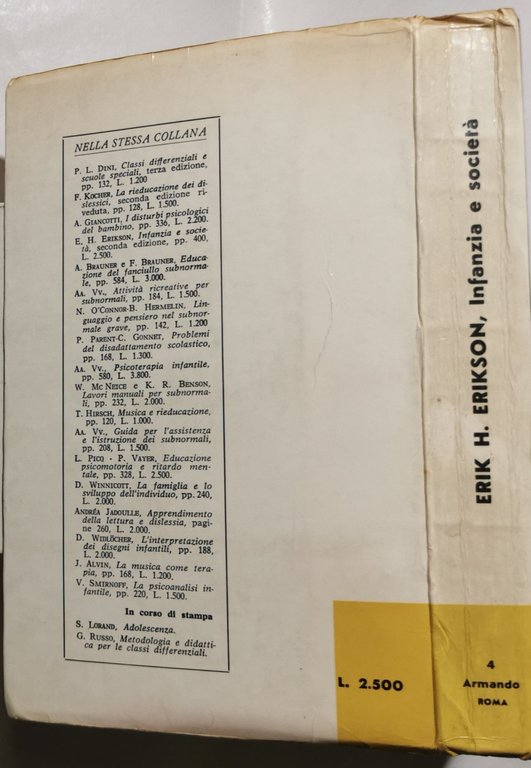 NELLA STESSA COLLANA
P. L. DINI, Classi differenziali e
scuole speciali, terza edizione,
pp. 132, L. 1.200
F. KOCHER, La rieducazione dei di-
slessici, seconda edizione ri-
veduta, pp. 128, L. 1.500.
A. GIANCOTTI, I disturbi psicologici
del bambino, pp. 336, L. 2.200.
E. H. ERIKSON, Infanzia e socie-
tà, seconda edizione, pp. 400,
L. 2.500.
A. BRAUNER e F. BRAUNER, Educa-
zione del fanciullo subnorma-
le, pp. 584, L. 3.000.
AA. VV., Attività ricreative per
subnormali, pp. 184, L. 1.500.
N. O'CONNOR-B. HERMELIN, Lin-
guaggio e pensiero nel subnor-
male grave, pp. 142, L. 1.200
P. PARENT-C. GONNET, Problemi
del disadattamento scolastico,
pp. 168, L. 1.300.
AA. VV., Psicoterapia infantile,
pp. 580, L. 3.800.
W. MC NEICE e K. R. BENSON,
Lavori manuali per subnorma-
li, pp. 232, L. 2.000.
T. HIRSCH, Musica e rieducazione,
pp. 120, L. 1.000.
AA. VV., Guida per l'assistenza
e l'istruzione dei subnormali,
pp. 208, L. 1.500.
L. PICQ - P. VAYER, Educazione
psicomotoria e ritardo men-
tale, pp. 328, L. 2.500.
D. WINNICOTT, La famiglia e lo
sviluppo dell'individuo, pp. 240,
L. 2.000.
ANDRÉA JADOULLE, Apprendimento
della lettura e dislessia, pagi-
ne 260, L. 2.000.
D. WIDLÖCHER, L'interpretazione
dei disegni infantili, pp. 188,
L. 2.000.
J. ALVIN, La musica come tera-
pia, pp. 168, L. 1.200.
V. SMIRNOFF, La psicoanalisi in-
fantile, pp. 220, L. 1.500.
In corso di stampa
S. LORAND, Adolescenza.
G. RUSSO, Metodologia e didatti-
ca per le classi differenziali.
L. 2.500
ERIK H. ERIKSON, Infanzia e società
4
Armando
ROMA